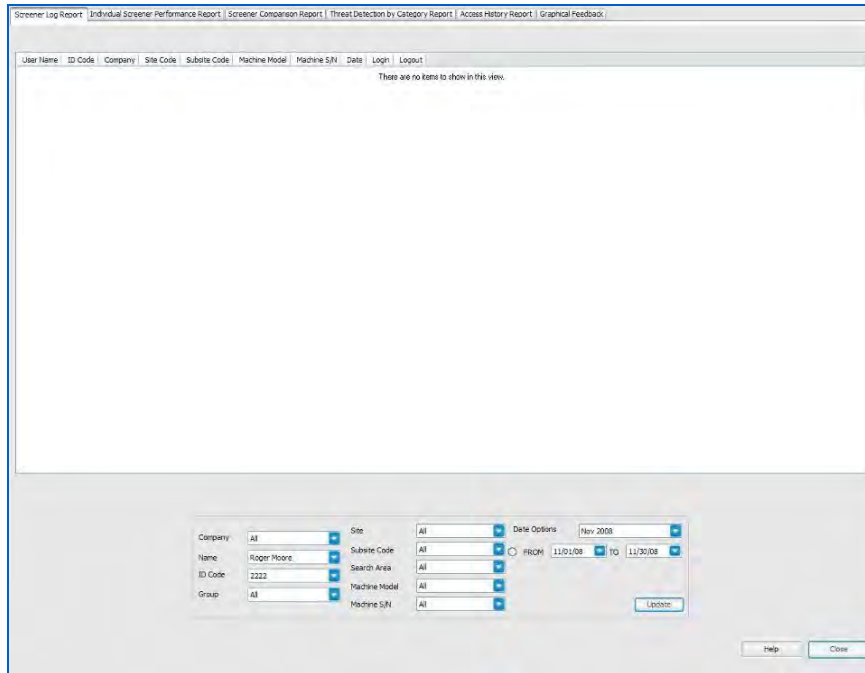 Screener Log Report Individual Screener Performance Report Screener Comparison Report Threat Detection by Category Report Access History Report Graphical Feedback
User Name ID Code Company Site Code Subsite Code Machine Model Machine S/N Date Login Logout
There are no items to show in this view.
Company All
Name Roger Moore
ID Code 2222
Group All
Site All
Subsite Code All
Search Area All
Machine Model All
Machine S/N All
Date Options Nov 2008
FROM 11/01/08 TO 11/30/08
Update
Help Close